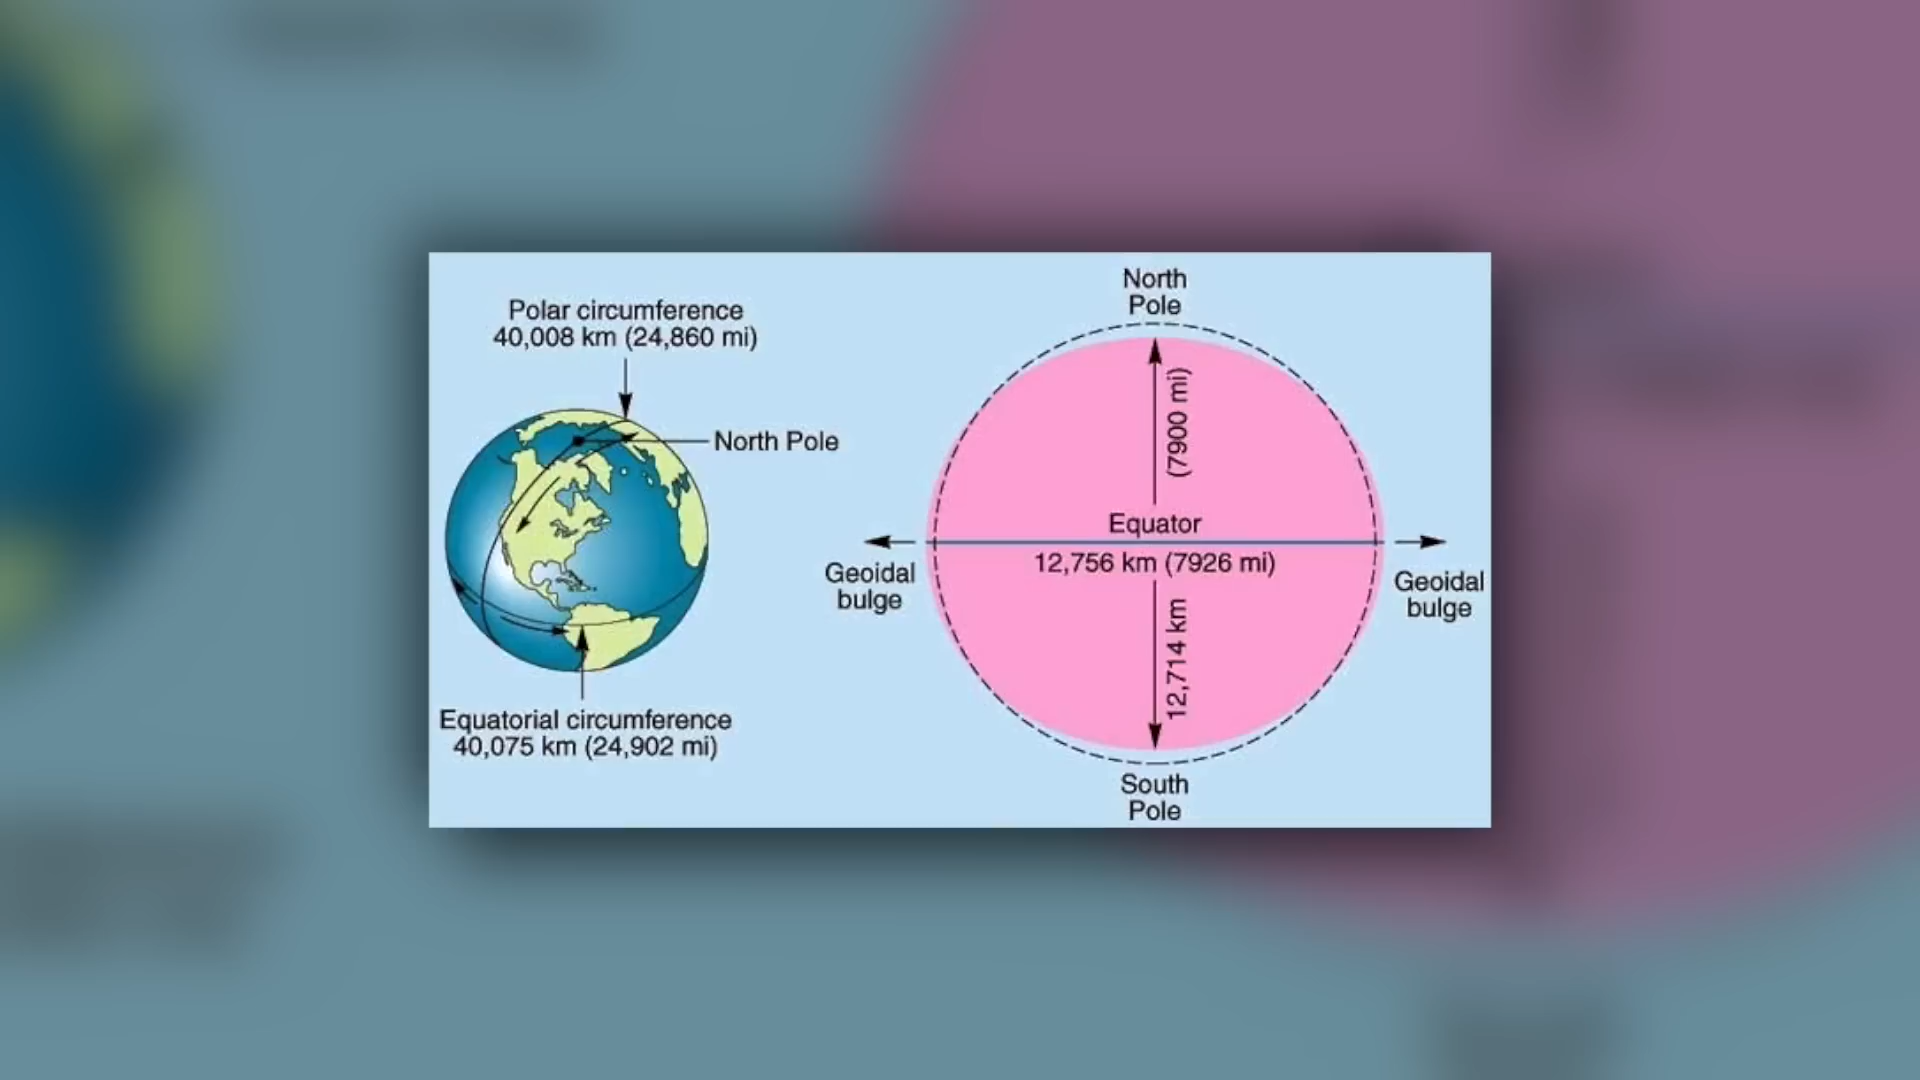 Polar circumference
40,008 km (24,860 mi)
North Pole
Equatorial circumference
40,075 km (24,902 mi)
North
Pole
(7900 mi)
Equator
12,756 km (7926 mi)
12,714 km
Geoidal
bulge
Geoidal
bulge
South
Pole